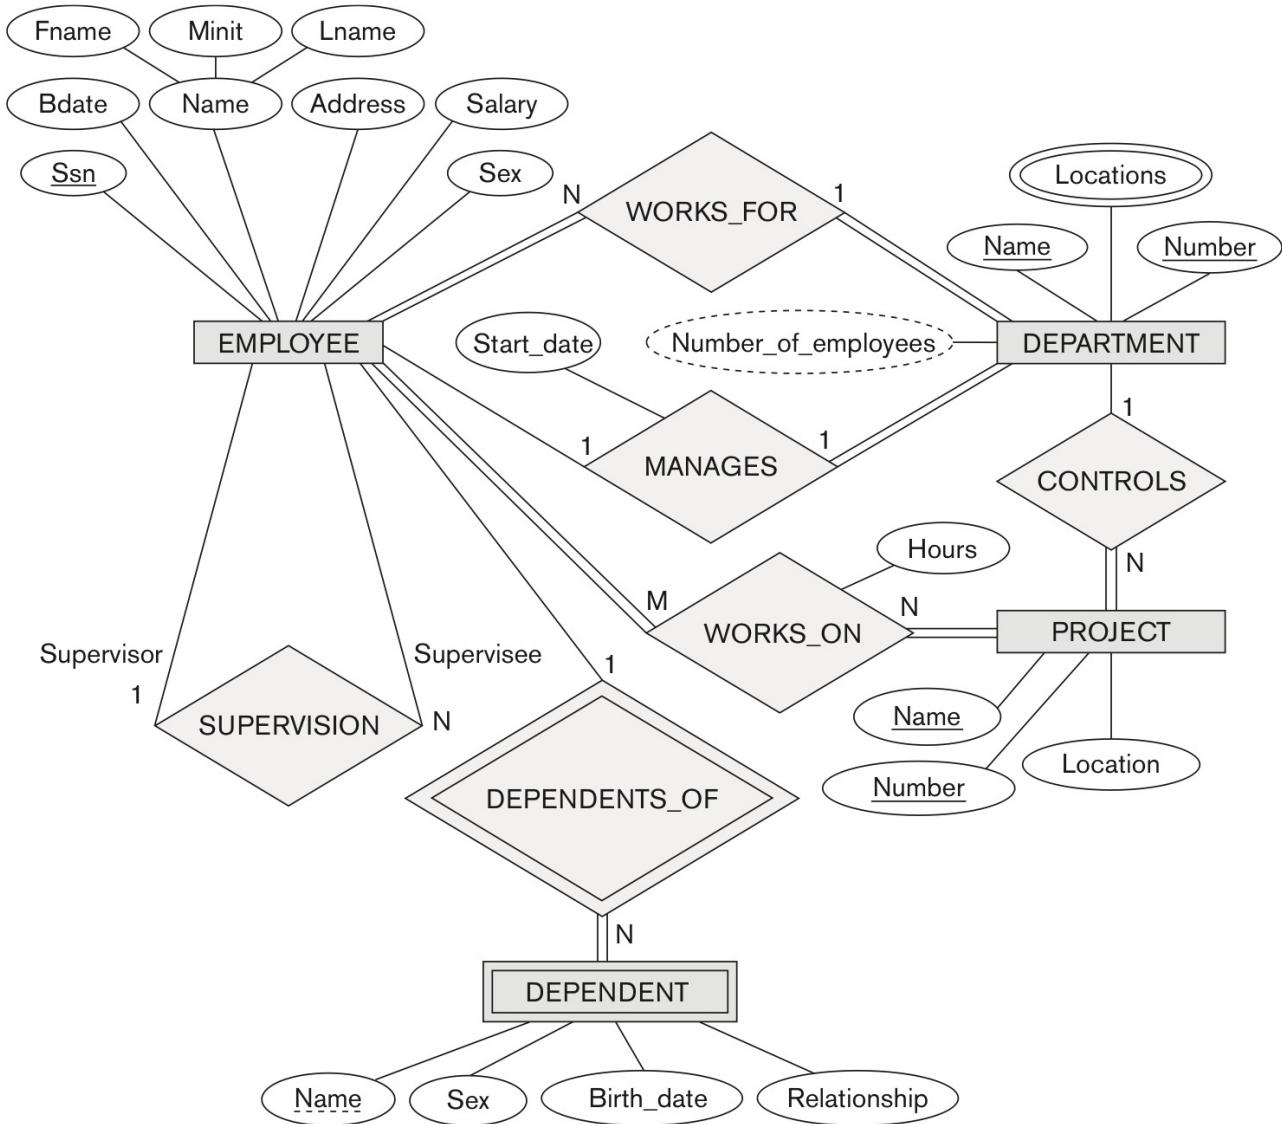 Fname
Minit
Lname
Bdate
Name
Address
Salary
Ssn
Sex
N
WORKS_FOR
1
Locations
Name
Number
EMPLOYEE
Start_date
Number_of_employees
DEPARTMENT
1
MANAGES
1
1
CONTROLS
N
Hours
M
WORKS_ON
N
PROJECT
Supervisor
1
SUPERVISION
Supervisee
N
1
Name
Number
Location
DEPENDENTS_OF
N
DEPENDENT
Name
Sex
Birth_date
Relationship